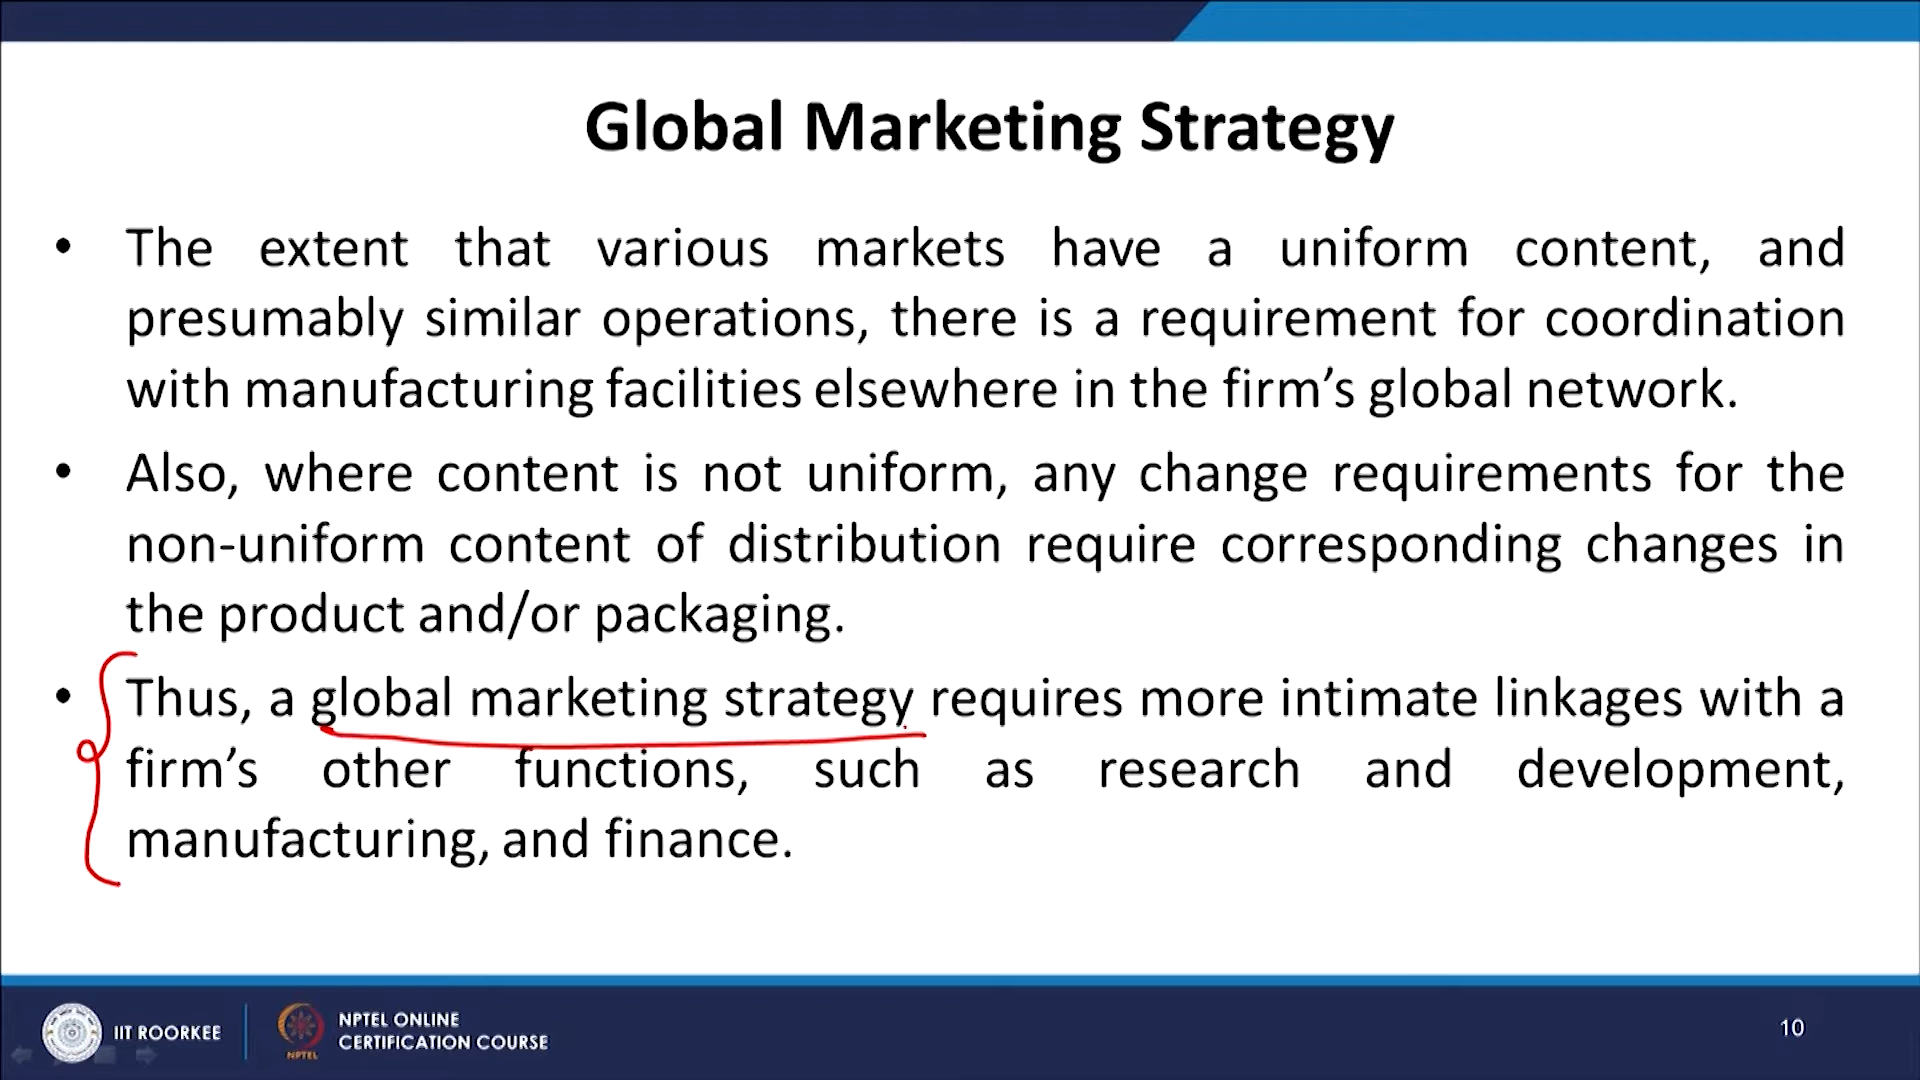 Global Marketing Strategy
• The extent that various markets have a uniform content, and
presumably similar operations, there is a requirement for coordination
with manufacturing facilities elsewhere in the firm’s global network.
• Also, where content is not uniform, any change requirements for the
non-uniform content of distribution require corresponding changes in
the product and/or packaging.
• Thus, a global marketing strategy requires more intimate linkages with a
firm’s other functions, such as research and development,
manufacturing, and finance.
IIT ROORKEE
NPTEL
NPTEL ONLINE
CERTIFICATION COURSE
10